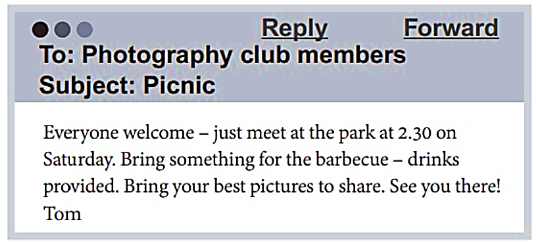 Reply Forward
To: Photography club members
Subject: Picnic
Everyone welcome – just meet at the park at 2.30 on
Saturday. Bring something for the barbecue – drinks
provided. Bring your best pictures to share. See you there!
Tom